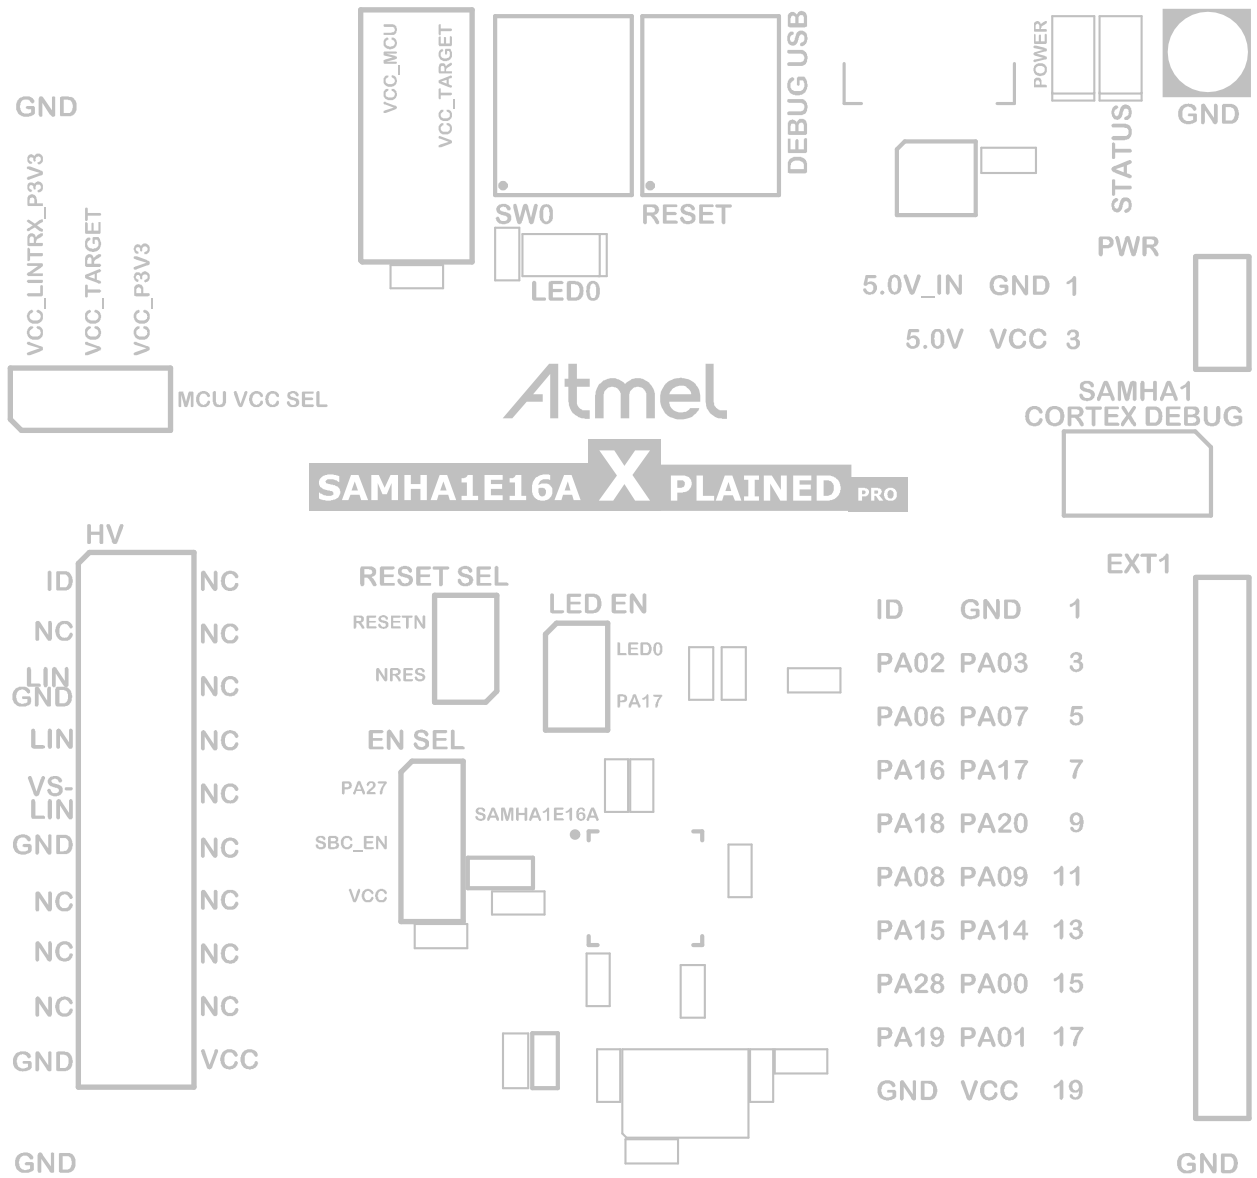 VCC_MCU
VCC_TARGET
DEBUG USB
POWER
STATUS
GND
GND
SW0
RESET
LED0
VCC_LINTRX_P3V3
VCC_TARGET
VCC_P3V3
MCU VCC SEL
PWR
5.0V_IN GND 1
5.0V VCC 3
Atmel
SAMHA1E16A X PLAINED PRO
SAMHA1
CORTEX DEBUG
HV
ID NC
NC NC
LIN
GND NC
LIN NC
VS-
LIN NC
GND NC
NC NC
NC NC
NC NC
GND VCC
RESET SEL
RESETN
NRES
LED EN
LED0
PA17
EN SEL
PA27
SBC_EN
VCC
SAMHA1E16A
EXT1
ID GND 1
PA02 PA03 3
PA06 PA07 5
PA16 PA17 7
PA18 PA20 9
PA08 PA09 11
PA15 PA14 13
PA28 PA00 15
PA19 PA01 17
GND VCC 19
GND
GND